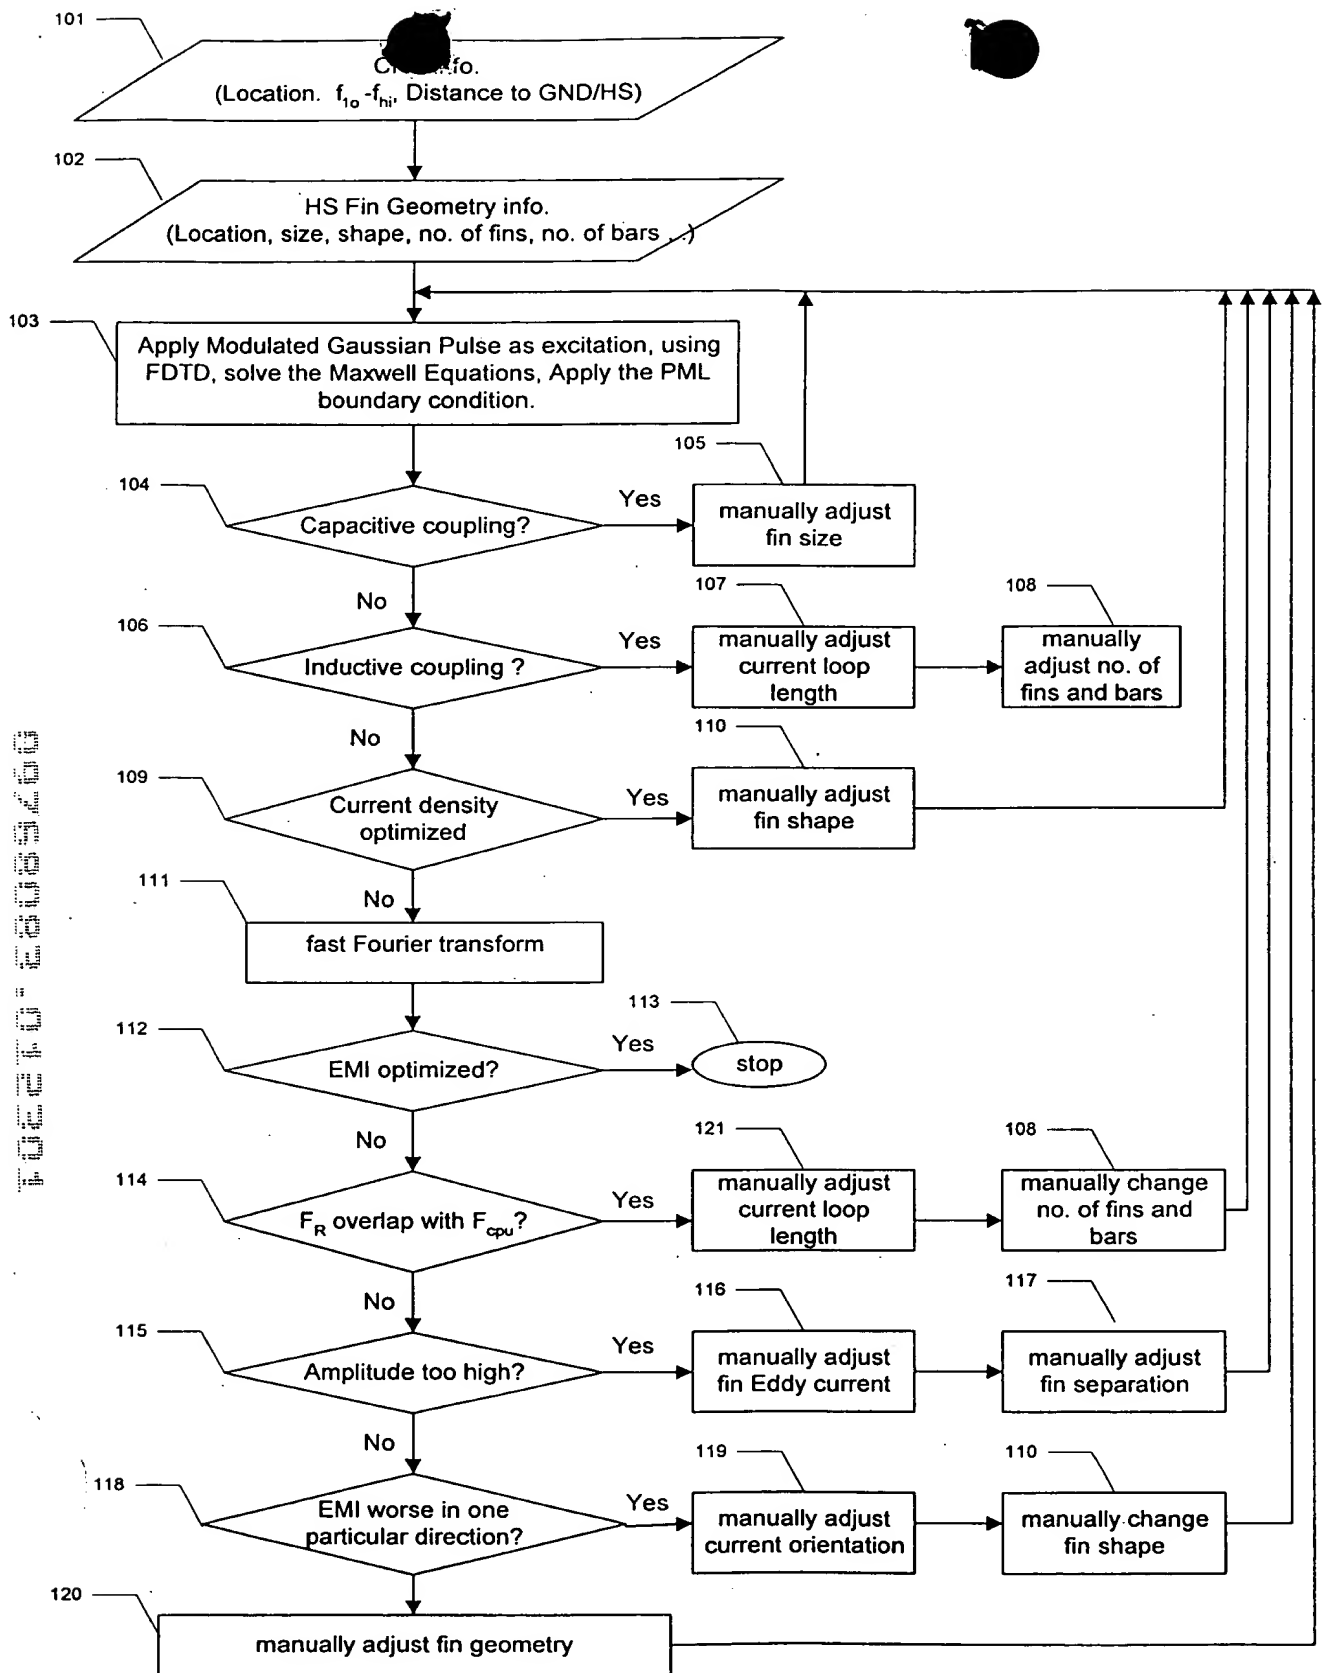 101
fo.
(Location. f1o -fhi, Distance to GND/HS)
102
HS Fin Geometry info.
(Location, size, shape, no. of fins, no. of bars ...)
103
Apply Modulated Gaussian Pulse as excitation, using
FDTD, solve the Maxwell Equations, Apply the PML
boundary condition.
104
Capacitive coupling?
Yes
105
manually adjust
fin size
No
106
Inductive coupling ?
Yes
107
manually adjust
current loop
length
108
manually
adjust no. of
fins and bars
No
109
Current density
optimized
Yes
110
manually adjust
fin shape
No
111
fast Fourier transform
112
EMI optimized?
Yes
113
stop
No
114
FR overlap with Fcpu?
Yes
121
manually adjust
current loop
length
108
manually change
no. of fins and
bars
No
115
Amplitude too high?
Yes
116
manually adjust
fin Eddy current
117
manually adjust
fin separation
No
118
EMI worse in one
particular direction?
Yes
119
manually adjust
current orientation
110
manually change
fin shape
120
manually adjust fin geometry